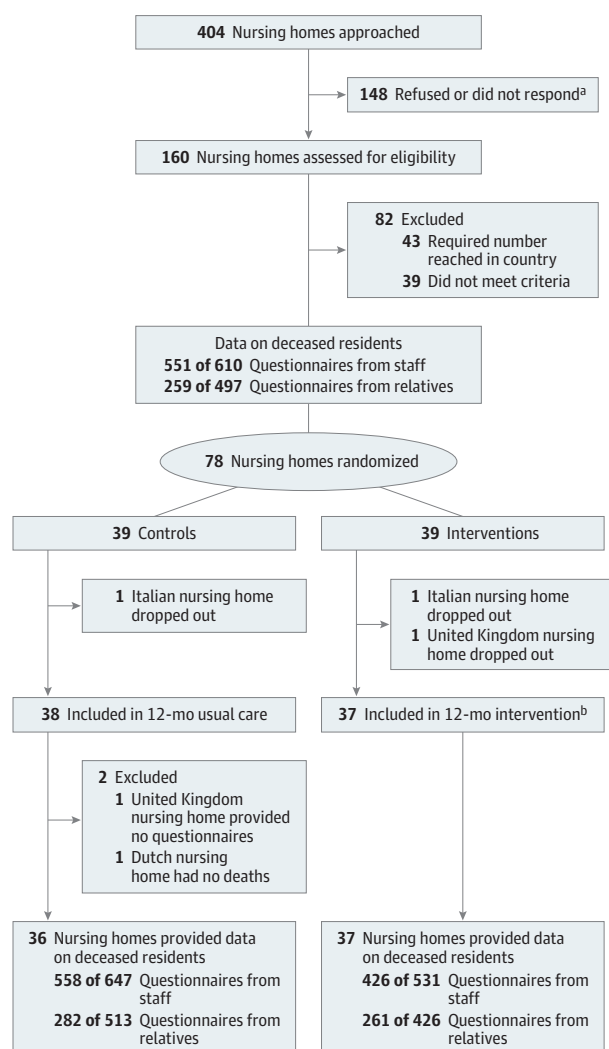 404 Nursing homes approached
148 Refused or did not respondᵃ
160 Nursing homes assessed for eligibility
82 Excluded
43 Required number
reached in country
39 Did not meet criteria
Data on deceased residents
551 of 610 Questionnaires from staff
259 of 497 Questionnaires from relatives
78 Nursing homes randomized
39 Controls
39 Interventions
1 Italian nursing home
dropped out
1 Italian nursing home
dropped out
1 United Kingdom nursing
home dropped out
38 Included in 12-mo usual care
37 Included in 12-mo interventionᵇ
2 Excluded
1 United Kingdom
nursing home provided
no questionnaires
1 Dutch nursing
home had no deaths
36 Nursing homes provided data
on deceased residents
558 of 647 Questionnaires from
staff
282 of 513 Questionnaires from
relatives
37 Nursing homes provided data
on deceased residents
426 of 531 Questionnaires from
staff
261 of 426 Questionnaires from
relatives